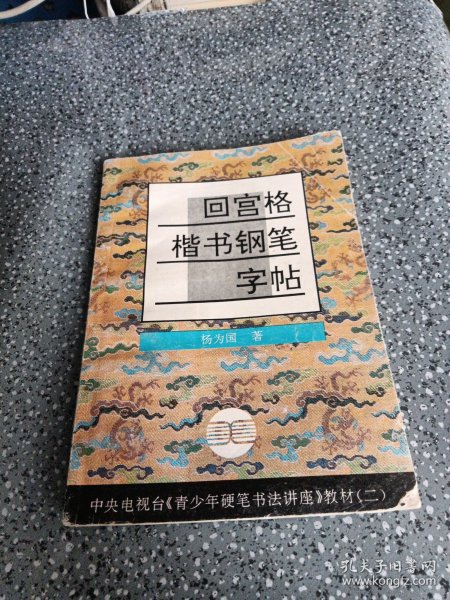 回宫格
楷书钢笔
字帖
杨为国 著
中央电视台《青少年硬笔书法讲座》教材(二)
孔夫子旧书网
www.kongfz.com